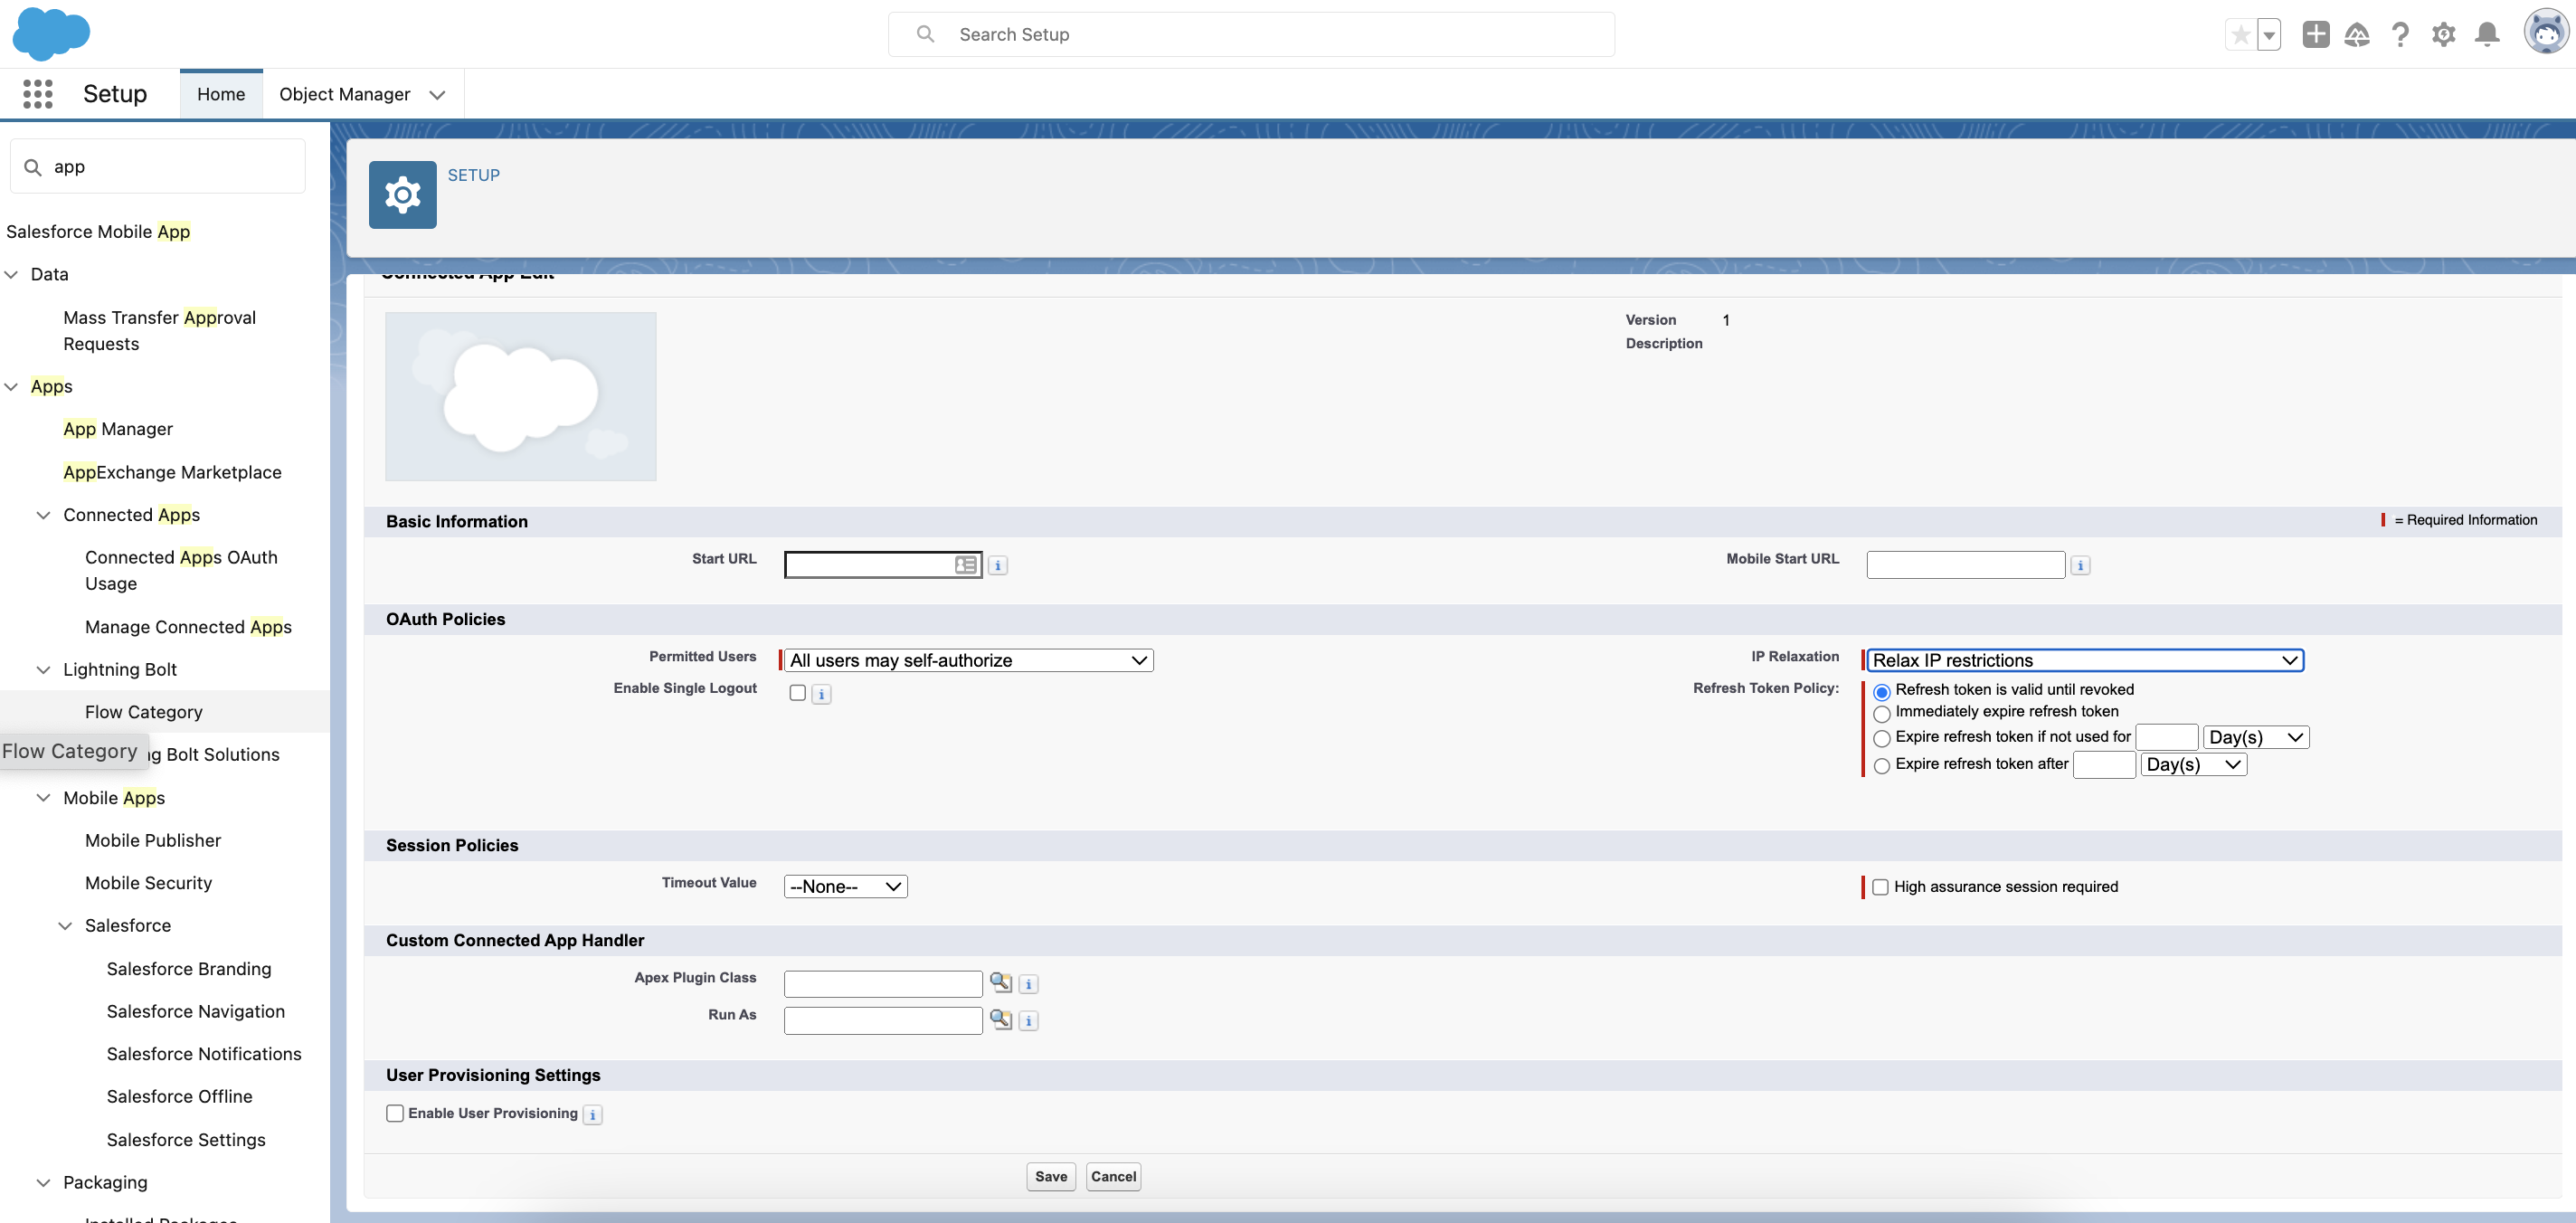 Search Setup
Setup
Home
Object Manager
app
Salesforce Mobile App
Data
Mass Transfer Approval
Requests
Apps
App Manager
AppExchange Marketplace
Connected Apps
Connected Apps OAuth
Usage
Manage Connected Apps
Lightning Bolt
Flow Category
Flow Category
ng Bolt Solutions
Mobile Apps
Mobile Publisher
Mobile Security
Salesforce
Salesforce Branding
Salesforce Navigation
Salesforce Notifications
Salesforce Offline
Salesforce Settings
Packaging
Installed Packages
SETUP
Connected App Edit
Version 1
Description
Basic Information
= Required Information
Start URL
Mobile Start URL
OAuth Policies
Permitted Users All users may self-authorize
IP Relaxation Relax IP restrictions
Enable Single Logout
Refresh Token Policy: Refresh token is valid until revoked
Immediately expire refresh token
Expire refresh token if not used for Day(s)
Expire refresh token after Day(s)
Session Policies
Timeout Value --None--
High assurance session required
Custom Connected App Handler
Apex Plugin Class
Run As
User Provisioning Settings
Enable User Provisioning
Save Cancel